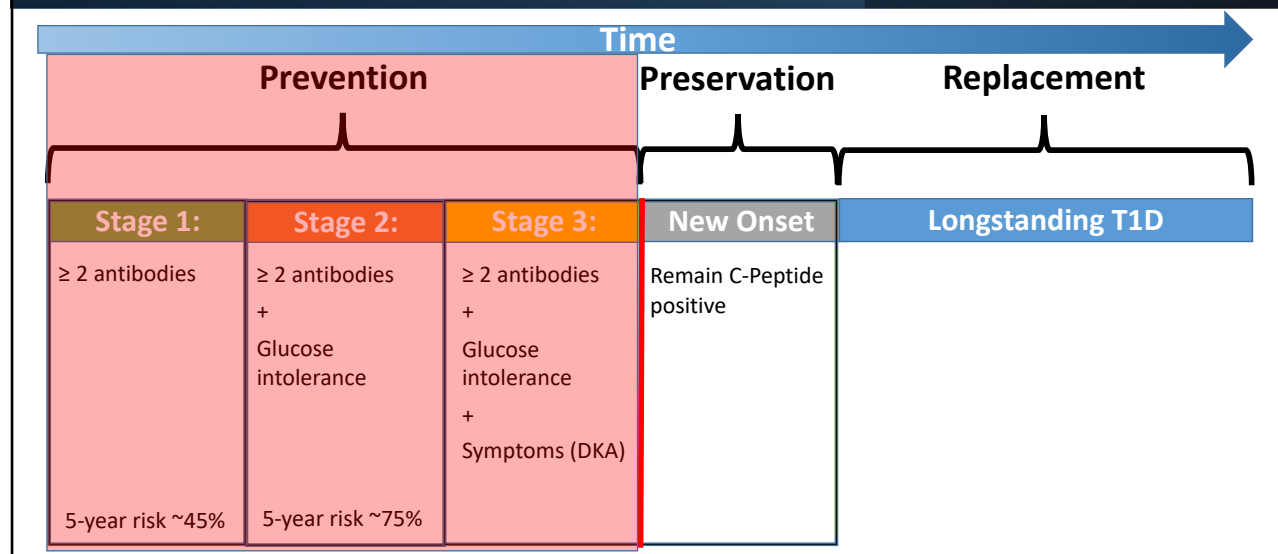 Time
Prevention
Preservation
Replacement
Stage 1:
Stage 2:
Stage 3:
New Onset
Longstanding T1D
≥ 2 antibodies
5-year risk ~45%
≥ 2 antibodies
+
Glucose
intolerance
5-year risk ~75%
≥ 2 antibodies
+
Glucose
intolerance
+
Symptoms (DKA)
Remain C-Peptide
positive